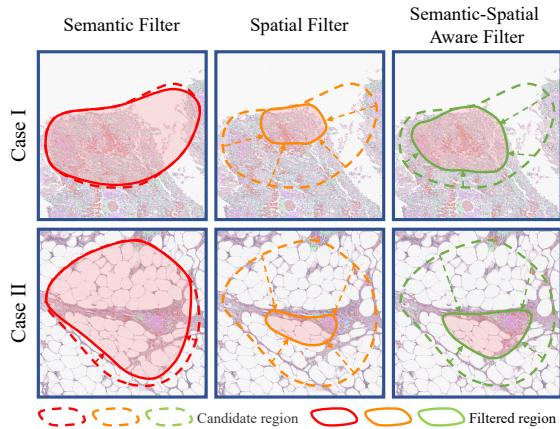 Semantic Filter
Spatial Filter
Semantic-Spatial
Aware Filter
Case I
Case II
Candidate region
Filtered region